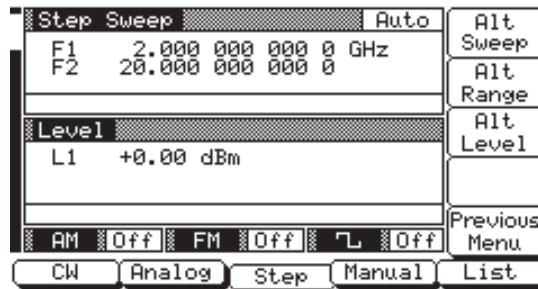 Step Sweep Auto
F1 2.000 000 000 0 GHz
F2 20.000 000 000 0
Level
L1 +0.00 dBm
AM Off FM Off Off
Alt Sweep
Alt Range
Alt Level
Previous Menu
CW Analog Step Manual List